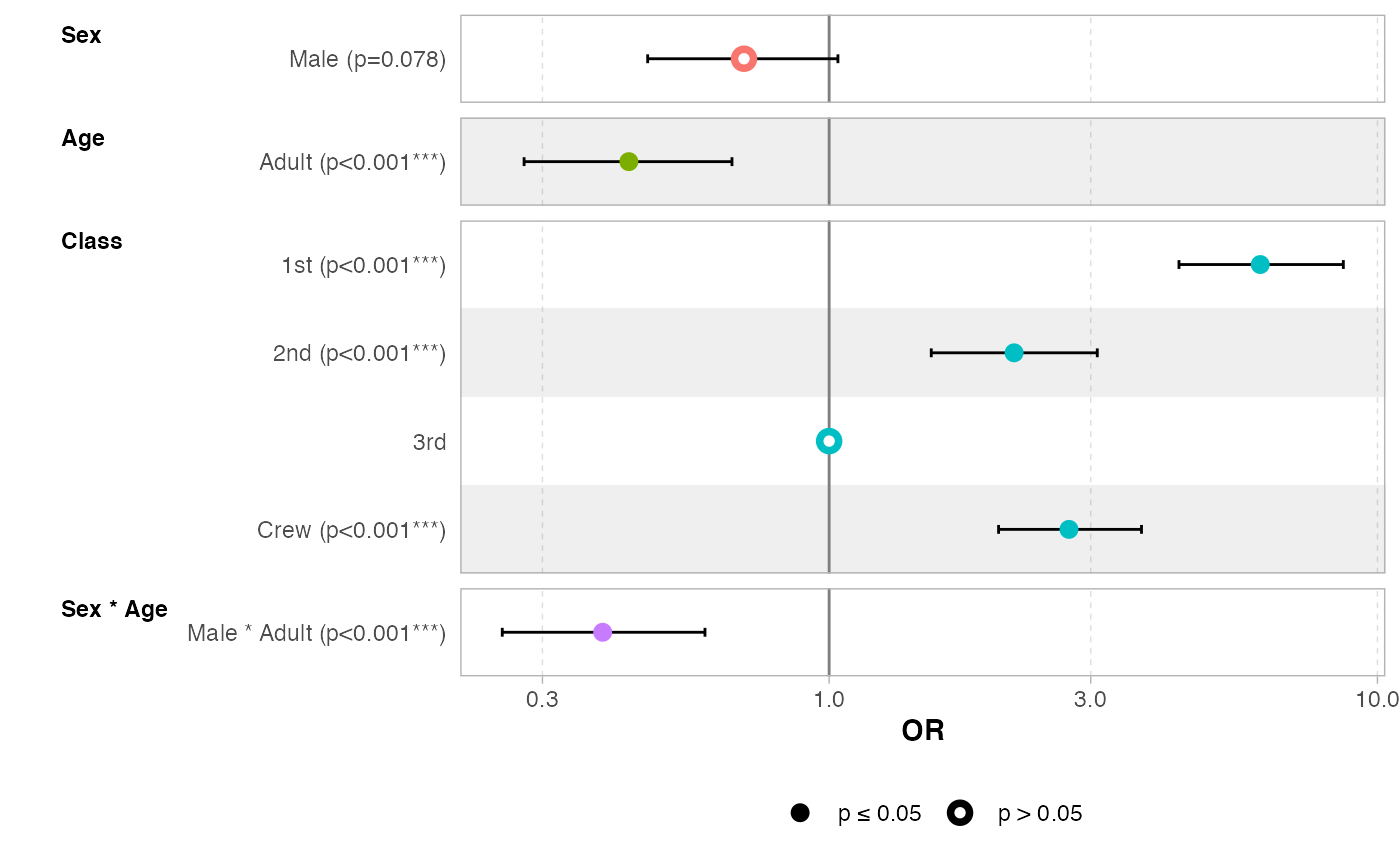 Sex
Male (p=0.078)
Age
Adult (p<0.001***)
Class
1st (p<0.001***)
2nd (p<0.001***)
3rd
Crew (p<0.001***)
Sex * Age
Male * Adult (p<0.001***)
0.3 1.0 3.0 10.0
OR
p ≤ 0.05 p > 0.05